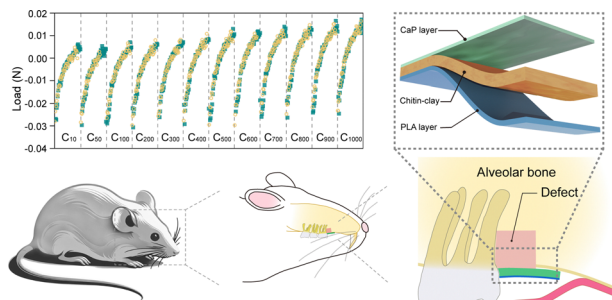 0.02
0.01
0.00
-0.01
-0.02
-0.03
-0.04
Load (N)
C10 C50 C100 C200 C300 C400 C500 C600 C700 C800 C900 C1000
CaP layer
Chitin-clay
PLA layer
Alveolar bone
Defect